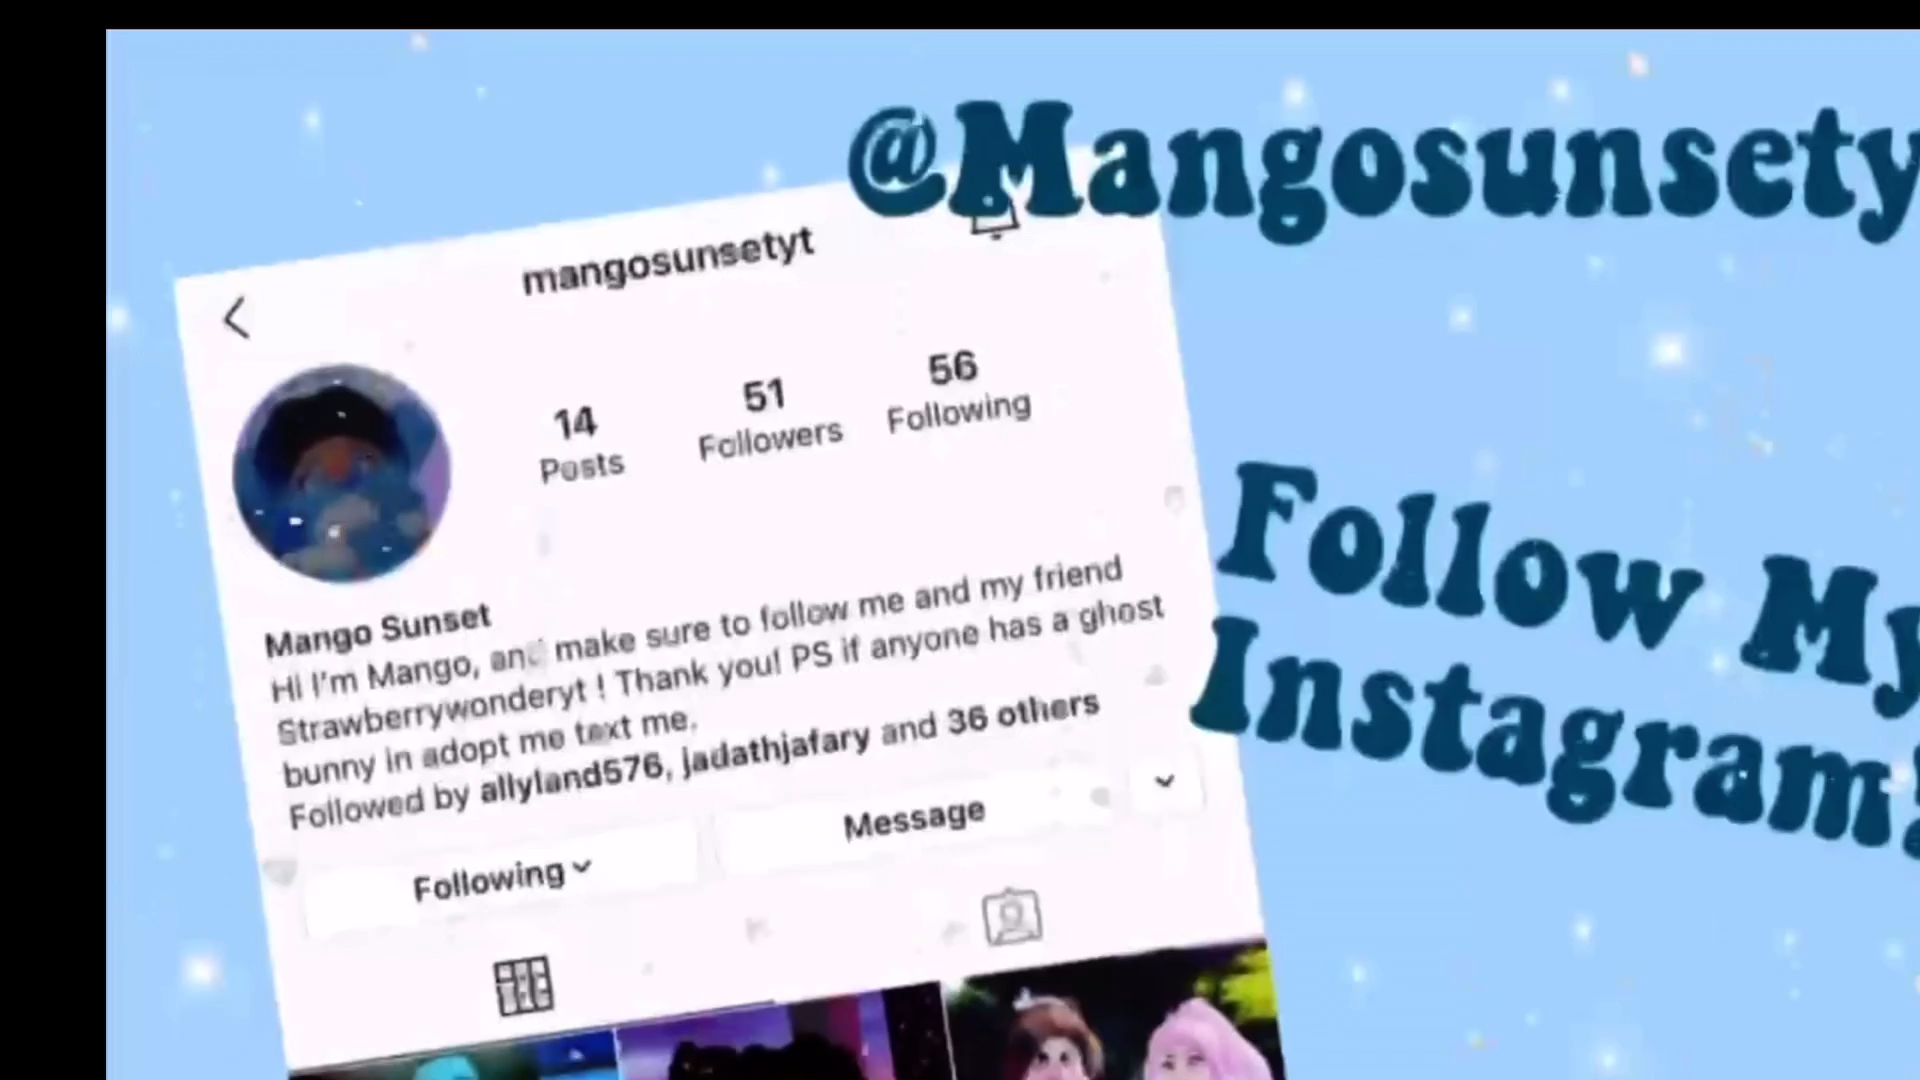 @Mangosunsety
mangosunsetyt
14
Posts
51
Followers
56
Following
Mango Sunset
Hi I'm Mango, and make sure to follow me and my friend
Strawberrywonderyt ! Thank you! PS if anyone has a ghost
bunny in adopt me text me.
Followed by allyland576, jadathjafary and 36 others
Following
Message
Follow My
Instagram!